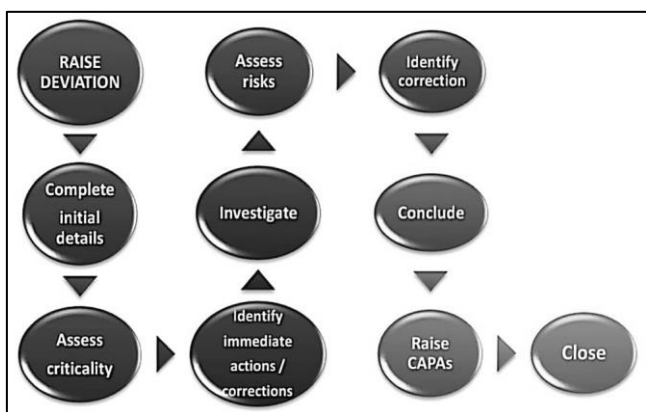 RAISE
DEVIATION
Complete
initial
details
Assess
criticality
Identify
immediate
actions /
corrections
Investigate
Assess
risks
Identify
correction
Conclude
Raise
CAPAs
Close